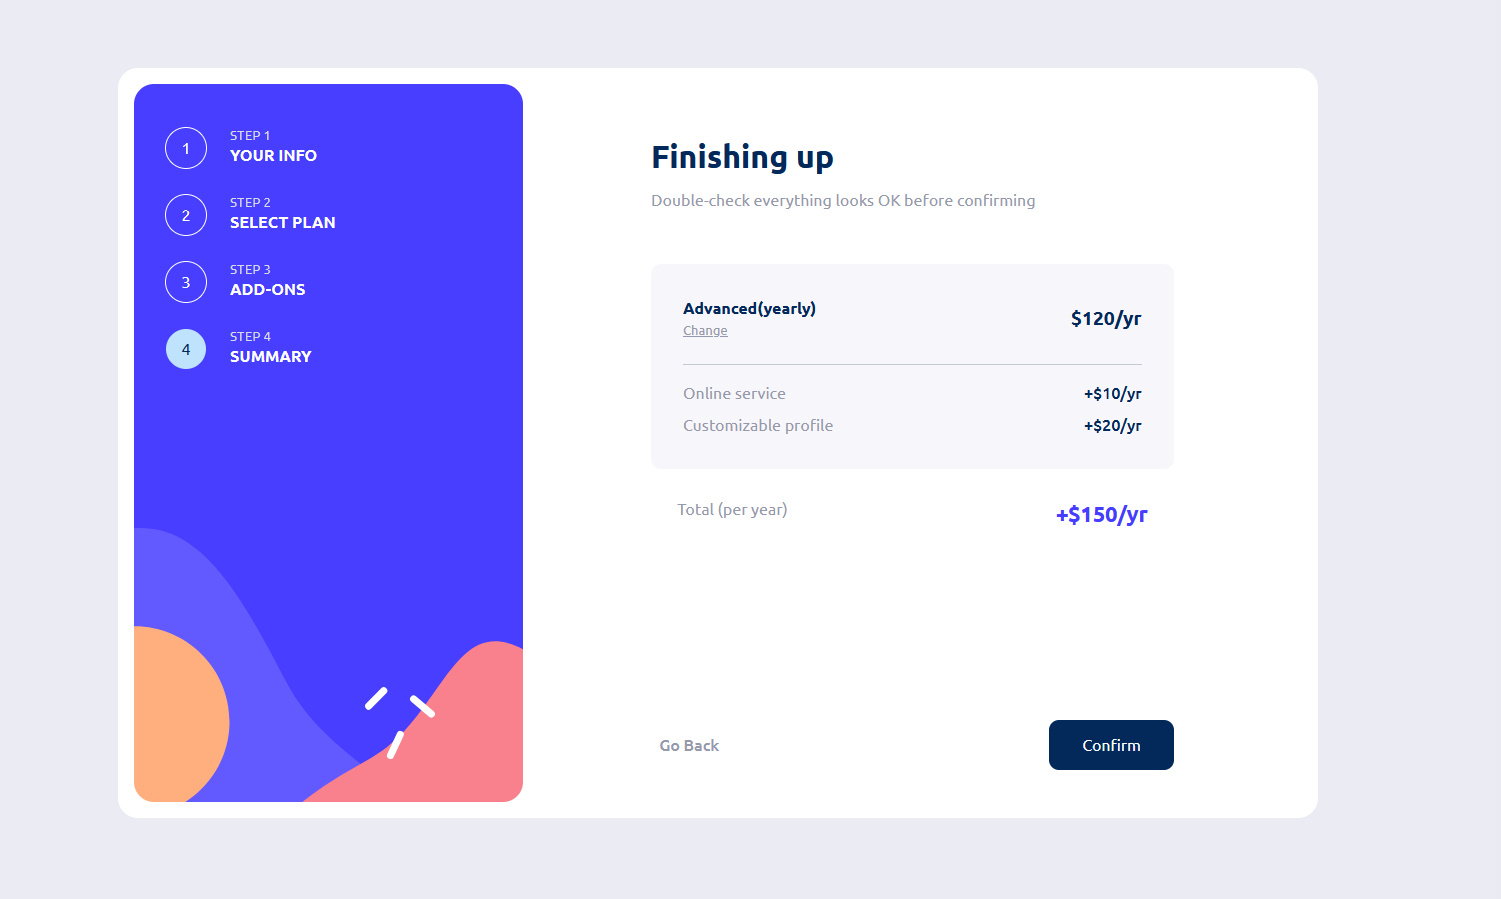 1
STEP 1
YOUR INFO
2
STEP 2
SELECT PLAN
3
STEP 3
ADD-ONS
4
STEP 4
SUMMARY
Finishing up
Double-check everything looks OK before confirming
Advanced(yearly)
Change
$120/yr
Online service +$10/yr
Customizable profile +$20/yr
Total (per year) +$150/yr
Go Back
Confirm